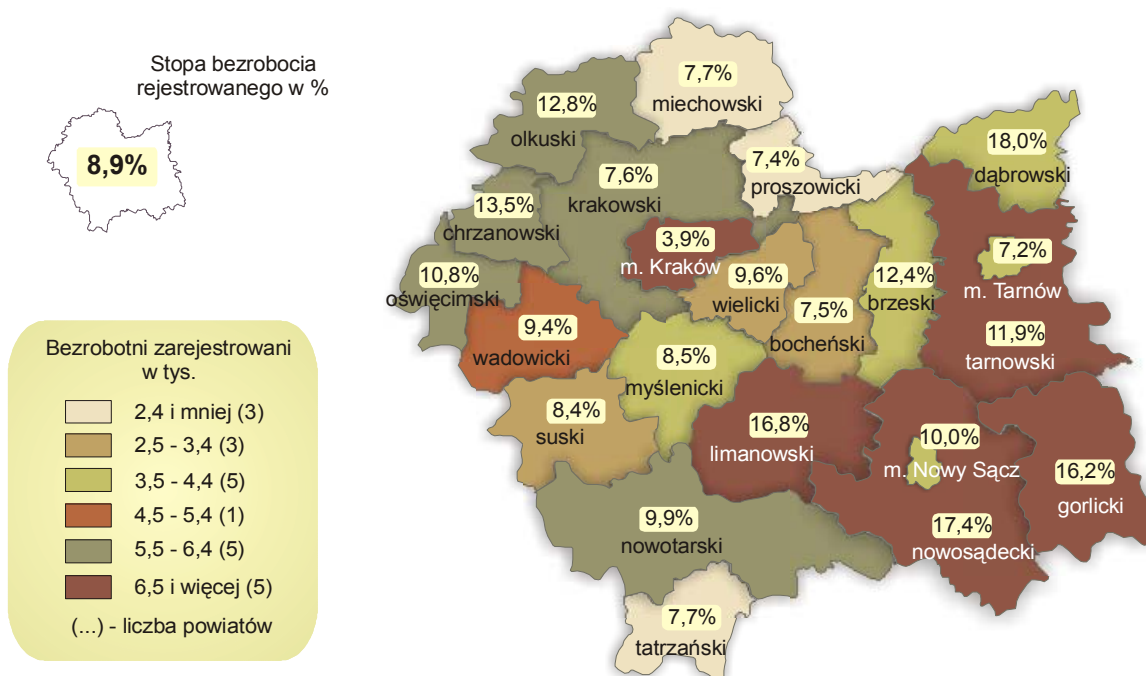 Stopa bezrobocia
rejestrowanego w %
8,9%
Bezrobotni zarejestrowani
w tys.
2,4 i mniej (3)
2,5 - 3,4 (3)
3,5 - 4,4 (5)
4,5 - 5,4 (1)
5,5 - 6,4 (5)
6,5 i więcej (5)
(...) - liczba powiatów
7,7%
miechowski
12,8%
olkuski
7,4%
proszowicki
18,0%
dąbrowski
7,6%
krakowski
13,5%
chrzanowski
3,9%
m. Kraków
7,2%
m. Tarnów
10,8%
oświęcimski
9,6%
wielicki
12,4%
brzeski
7,5%
bocheński
11,9%
tarnowski
9,4%
wadowicki
8,5%
myślenicki
8,4%
suski
16,8%
limanowski
10,0%
m. Nowy Sącz
16,2%
gorlicki
9,9%
nowotarski
17,4%
nowosądecki
7,7%
tatrzański